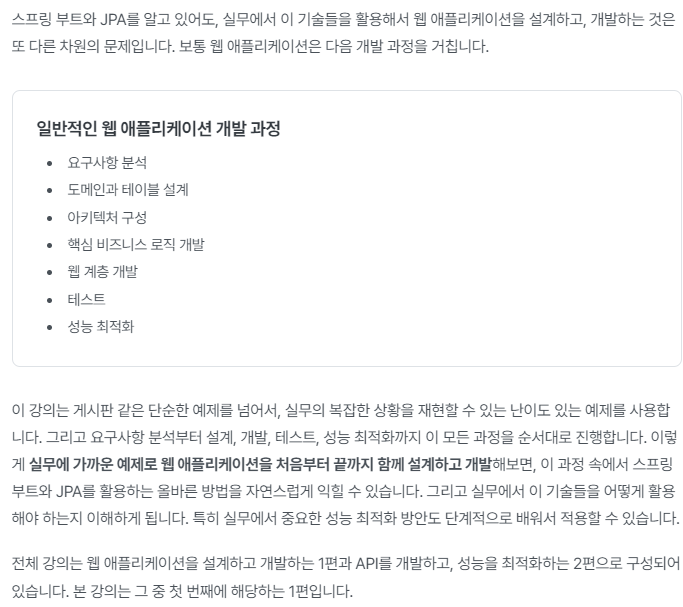 스프링 부트와 JPA를 알고 있어도, 실무에서 이 기술들을 활용해서 웹 애플리케이션을 설계하고, 개발하는 것은
또 다른 차원의 문제입니다. 보통 웹 애플리케이션은 다음 개발 과정을 거칩니다.
일반적인 웹 애플리케이션 개발 과정
• 요구사항 분석
• 도메인과 테이블 설계
• 아키텍처 구성
• 핵심 비즈니스 로직 개발
• 웹 계층 개발
• 테스트
• 성능 최적화
이 강의는 게시판 같은 단순한 예제를 넘어서, 실무의 복잡한 상황을 재현할 수 있는 난이도 있는 예제를 사용합
니다. 그리고 요구사항 분석부터 설계, 개발, 테스트, 성능 최적화까지 이 모든 과정을 순서대로 진행합니다. 이렇
게 실무에 가까운 예제로 웹 애플리케이션을 처음부터 끝까지 함께 설계하고 개발해보면, 이 과정 속에서 스프링
부트와 JPA를 활용하는 올바른 방법을 자연스럽게 익힐 수 있습니다. 그리고 실무에서 이 기술들을 어떻게 활용
해야 하는지 이해하게 됩니다. 특히 실무에서 중요한 성능 최적화 방안도 단계적으로 배워서 적용할 수 있습니다.
전체 강의는 웹 애플리케이션을 설계하고 개발하는 1편과 API를 개발하고, 성능을 최적화하는 2편으로 구성되어
있습니다. 본 강의는 그 중 첫 번째에 해당하는 1편입니다.